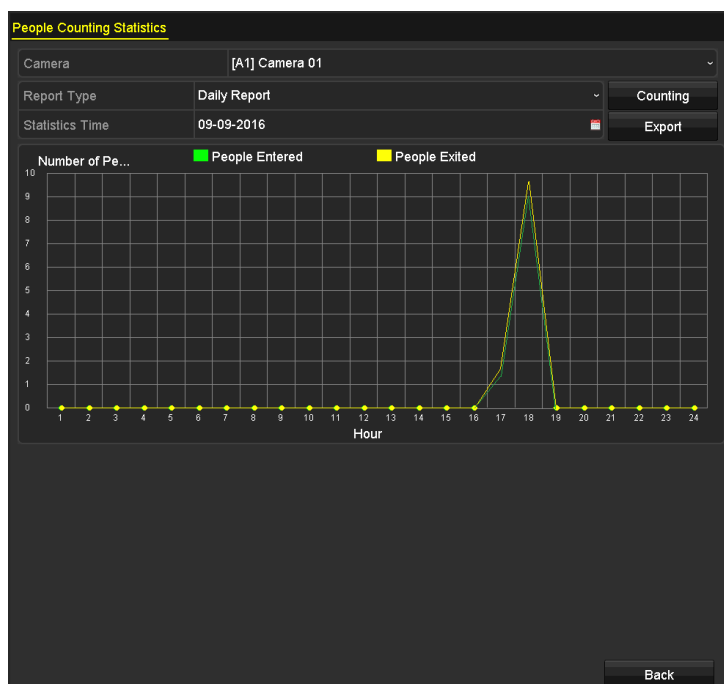 People Counting Statistics
Camera [A1] Camera 01
Report Type Daily Report Counting
Statistics Time 09-09-2016 Export
Number of Pe... People Entered People Exited
10
9
8
7
6
5
4
3
2
1
0
1 2 3 4 5 6 7 8 9 10 11 12 13 14 15 16 17 18 19 20 21 22 23 24
Hour
Back